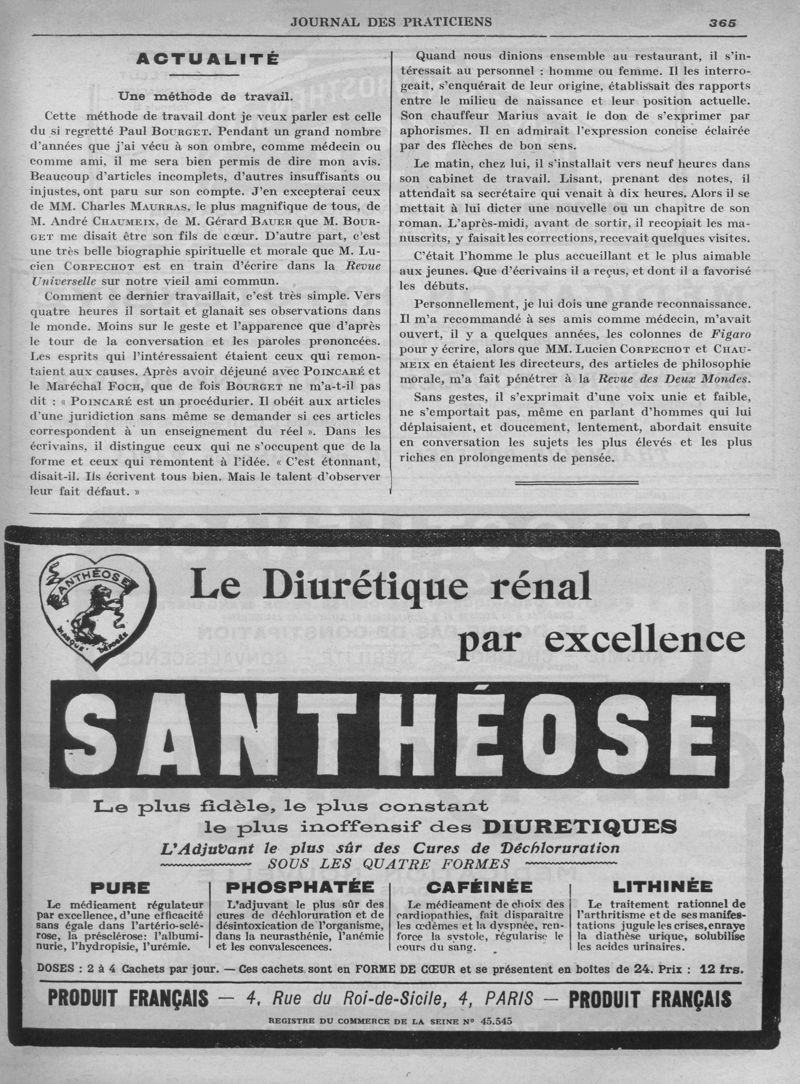 JOURNAL DES PRATICIENS
365
ACTUALITÉ
Une méthode de travail.
Cette méthode de travail dont je veux parler est celle
du si regretté Paul BOURGET. Pendant un grand nombre
d'années que j'ai vécu à son ombre, comme médecin ou
comme ami, il me sera bien permis de dire mon avis.
Beaucoup d'articles incomplets, d'autres insuffisants ou
injustes, ont paru sur son compte. J'en excepterai ceux
de MM. Charles MAURRAS, le plus magnifique de tous, de
M. André CHAUMEIX, de M. Gérard BAUER que M. BOUR-
GET me disait être son fils de cœur. D'autre part, c'est
une très belle biographie spirituelle et morale que M. Lu-
cien CORPECHOT est en train d'écrire dans la Revue
Universelle sur notre vieil ami commun.
Comment ce dernier travaillait, c'est très simple. Vers
quatre heures il sortait et glanait ses observations dans
le monde. Moins sur le geste et l'apparence que d'après
le tour de la conversation et les paroles prononcées.
Les esprits qui l'intéressaient étaient ceux qui remon-
taient aux causes. Après avoir déjeuné avec POINCARÉ et
le Maréchal FOCH, que de fois BOURGET ne m'a-t-il pas
dit : « POINCARÉ est un procédurier. Il obéit aux articles
d'une juridiction sans même se demander si ces articles
correspondent à un enseignement du réel ». Dans les
écrivains, il distingue ceux qui ne s'occupent que de la
forme et ceux qui remontent à l'idée. « C'est étonnant,
disait-il. Ils écrivent tous bien. Mais le talent d'observer
leur fait défaut. »
Quand nous dinions ensemble au restaurant, il s'in-
téressait au personnel : homme ou femme. Il les interro-
geait, s'enquérait de leur origine, établissait des rapports
entre le milieu de naissance et leur position actuelle.
Son chauffeur Marius avait le don de s'exprimer par
aphorismes. Il en admirait l'expression concise éclairée
par des flèches de bon sens.
Le matin, chez lui, il s'installait vers neuf heures dans
son cabinet de travail. Lisant, prenant des notes, il
attendait sa secrétaire qui venait à dix heures. Alors il se
mettait à lui dicter une nouvelle ou un chapitre de son
roman. L'après-midi, avant de sortir, il recopiait les ma-
nuscrits, y faisait les corrections, recevait quelques visites.
C'était l'homme le plus accueillant et le plus aimable
aux jeunes. Que d'écrivains il a reçus, et dont il a favorisé
les débuts.
Personnellement, je lui dois une grande reconnaissance.
Il m'a recommandé à ses amis comme médecin, m'avait
ouvert, il y a quelques années, les colonnes de Figaro
pour y écrire, alors que MM. Lucien CORPECHOT et CHAU-
MEIX en étaient les directeurs, des articles de philosophie
morale, m'a fait pénétrer à la Revue des Deux Mondes.
Sans gestes, il s'exprimait d'une voix unie et faible,
ne s'emportait pas, même en parlant d'hommes qui lui
déplaisaient, et doucement, lentement, abordait ensuite
en conversation les sujets les plus élevés et les plus
riches en prolongements de pensée.
SANTHÉOSE
MARQUE DÉPOSÉE
Le Diurétique rénal
par excellence
SANTHÉOSE
Le plus fidèle, le plus constant
le plus inoffensif des DIURETIQUES
L'Adjuvant le plus sûr des Cures de Déchloruration
SOUS LES QUATRE FORMES
PURE
Le médicament régulateur
par excellence, d'une efficacité
sans égale dans l'artério-sclé-
rose, la présclérose: l'albumi-
nurie, l'hydropisie, l'urémie.
PHOSPHATÉE
L'adjuvant le plus sûr des
cures de déchloruration et de
désintoxication de l'organisme,
dans la neurasthénie, l'anémie
et les convalescences.
CAFÉINÉE
Le médicament de choix des
cardiopathies, fait disparaitre
les œdèmes et la dyspnée, ren-
force la systole, régularise le
cours du sang.
LITHINÉE
Le traitement rationnel de
l'arthritisme et de ses manifes-
tations jugule les crises, enraye
la diathèse urique, solubilise
les acides urinaires.
DOSES : 2 à 4 Cachets par jour. — Ces cachets sont en FORME DE CŒUR et se présentent en boîtes de 24. Prix : 12 frs.
PRODUIT FRANÇAIS — 4, Rue du Roi-de-Sicile, 4, PARIS — PRODUIT FRANÇAIS
REGISTRE DU COMMERCE DE LA SEINE N° 45.545